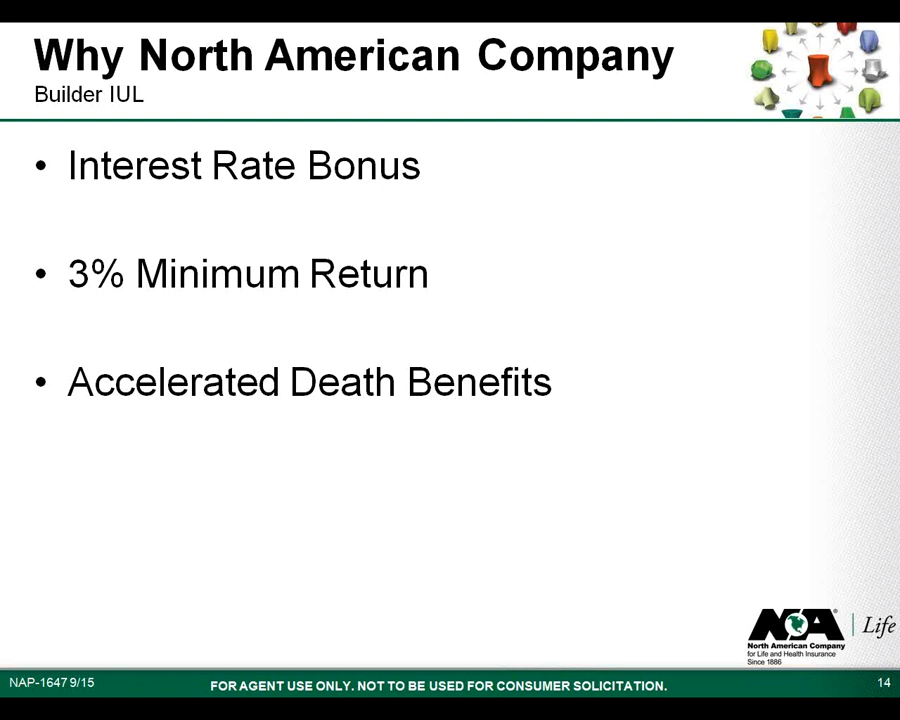 Why North American Company
Builder IUL
• Interest Rate Bonus
• 3% Minimum Return
• Accelerated Death Benefits
NAA® | Life
North American Company
for Life and Health Insurance
Since 1886
NAP-1647 9/15
FOR AGENT USE ONLY. NOT TO BE USED FOR CONSUMER SOLICITATION.
14